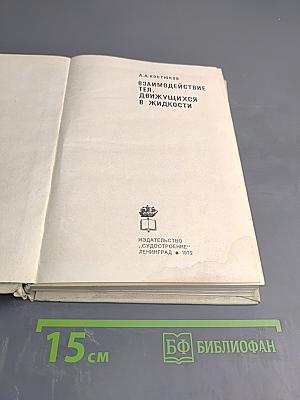 А.А.КОСТЮКОВ
ВЗАИМОДЕЙСТВИЕ
ТЕЛ,
ДВИЖУЩИХСЯ
В ЖИДКОСТИ
ИЗДАТЕЛЬСТВО
„СУДОСТРОЕНИЕ"
ЛЕНИНГРАД • 1972
15 см
БФ БИБЛИОФАН